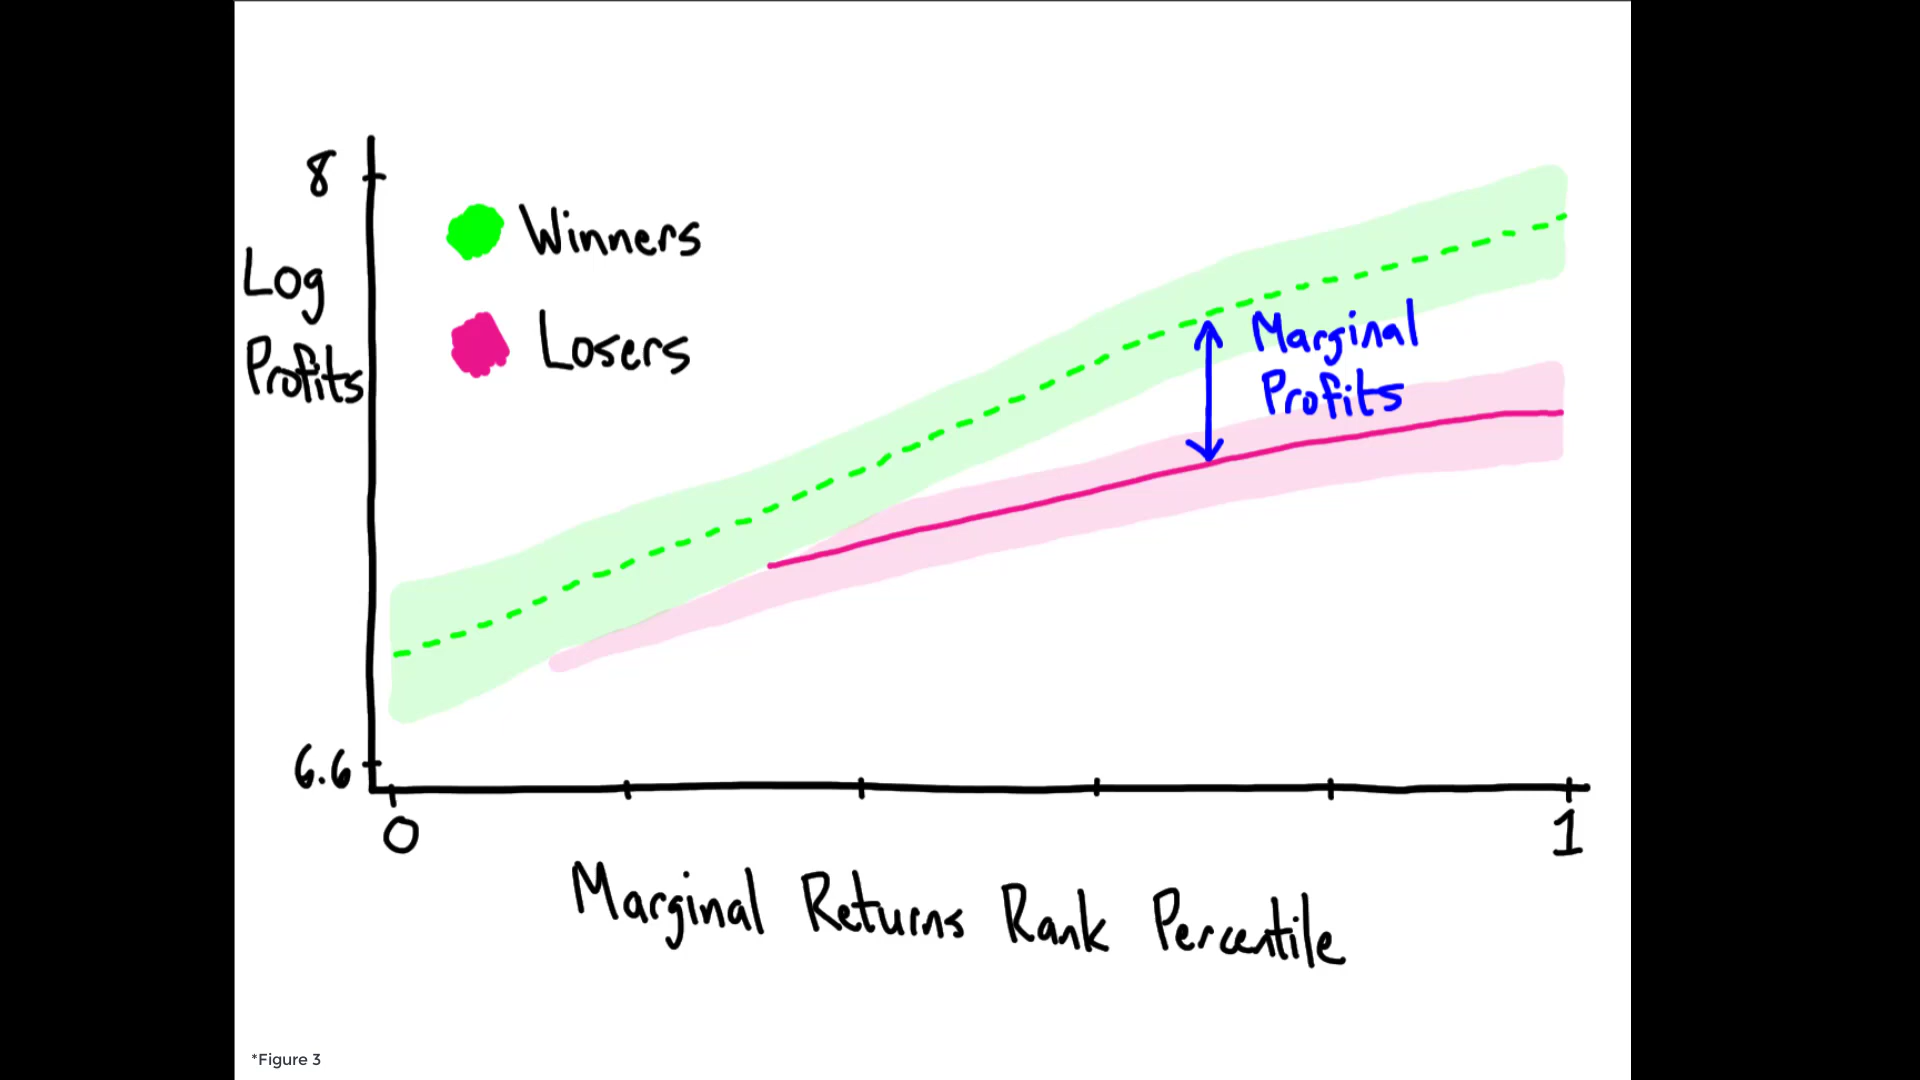 8
Winners
Log
Profits
Losers
Marginal
Profits
6.6
0
1
Marginal Returns Rank Percentile
*Figure 3